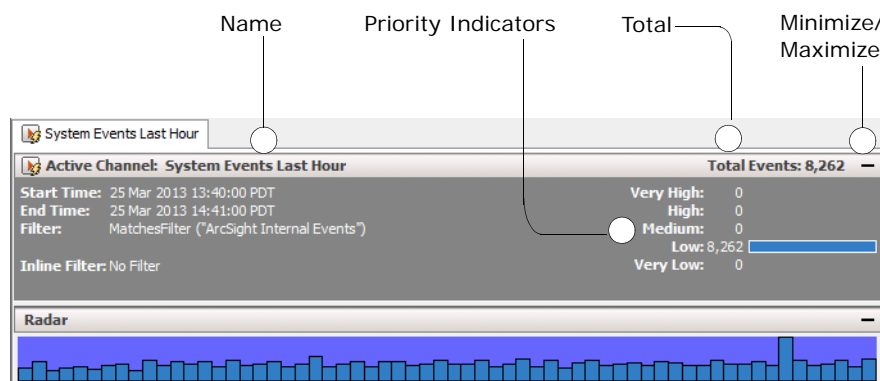 Name
Priority Indicators
Total
Minimize/
Maximize
System Events Last Hour
Active Channel: System Events Last Hour
Total Events: 8,262
Start Time: 25 Mar 2013 13:40:00 PDT
End Time: 25 Mar 2013 14:41:00 PDT
Filter: MatchesFilter ("ArcSight Internal Events")
Inline Filter: No Filter
Very High: 0
High: 0
Medium: 0
Low: 8,262
Very Low: 0
Radar